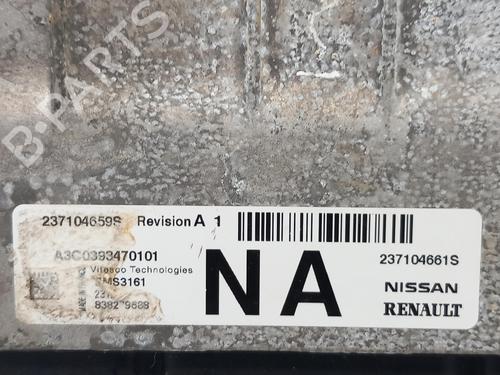 B-PARTS
237104659S Revision A 1
A3C0393470101
Vitesco Technologies
EMS3161
NA
237104661S
NISSAN
RENAULT